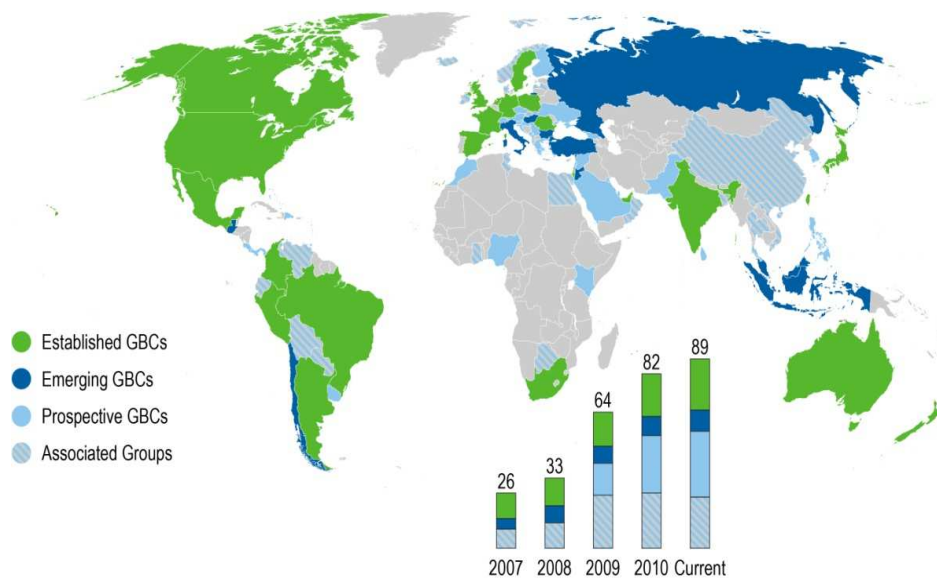 Established GBCs
Emerging GBCs
Prospective GBCs
Associated Groups
26
33
64
82
89
2007
2008
2009
2010
Current